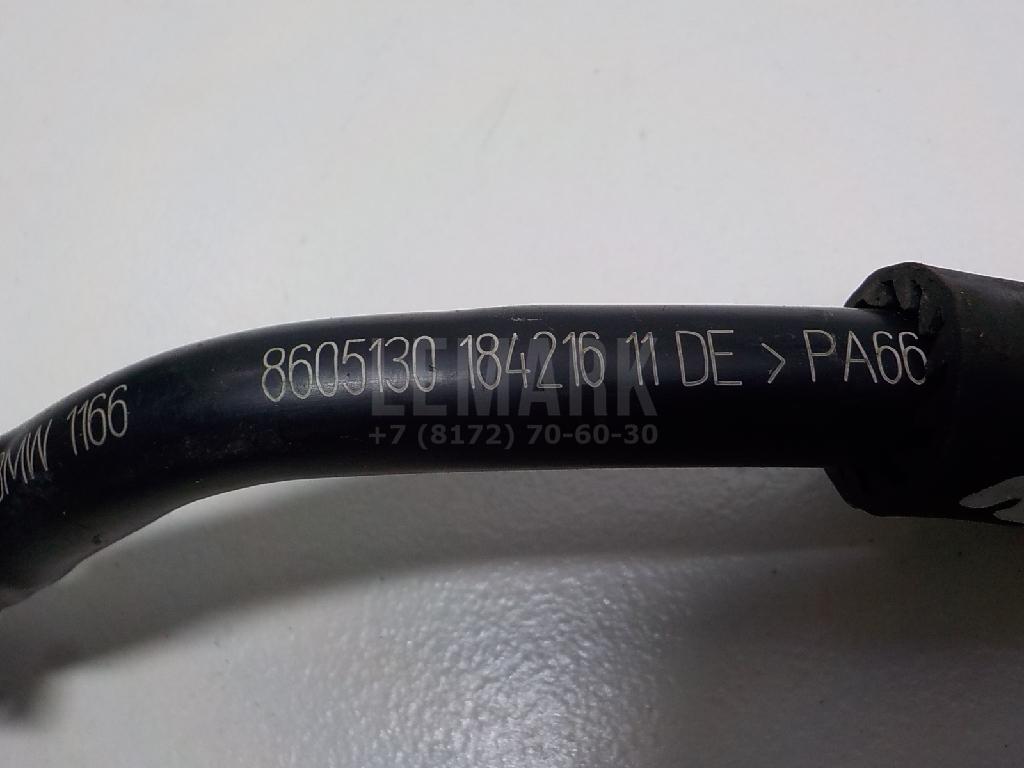 BMW 1166 8605130 184216 11 DE > PA66
LEMARK
+7 (8172) 70-60-30